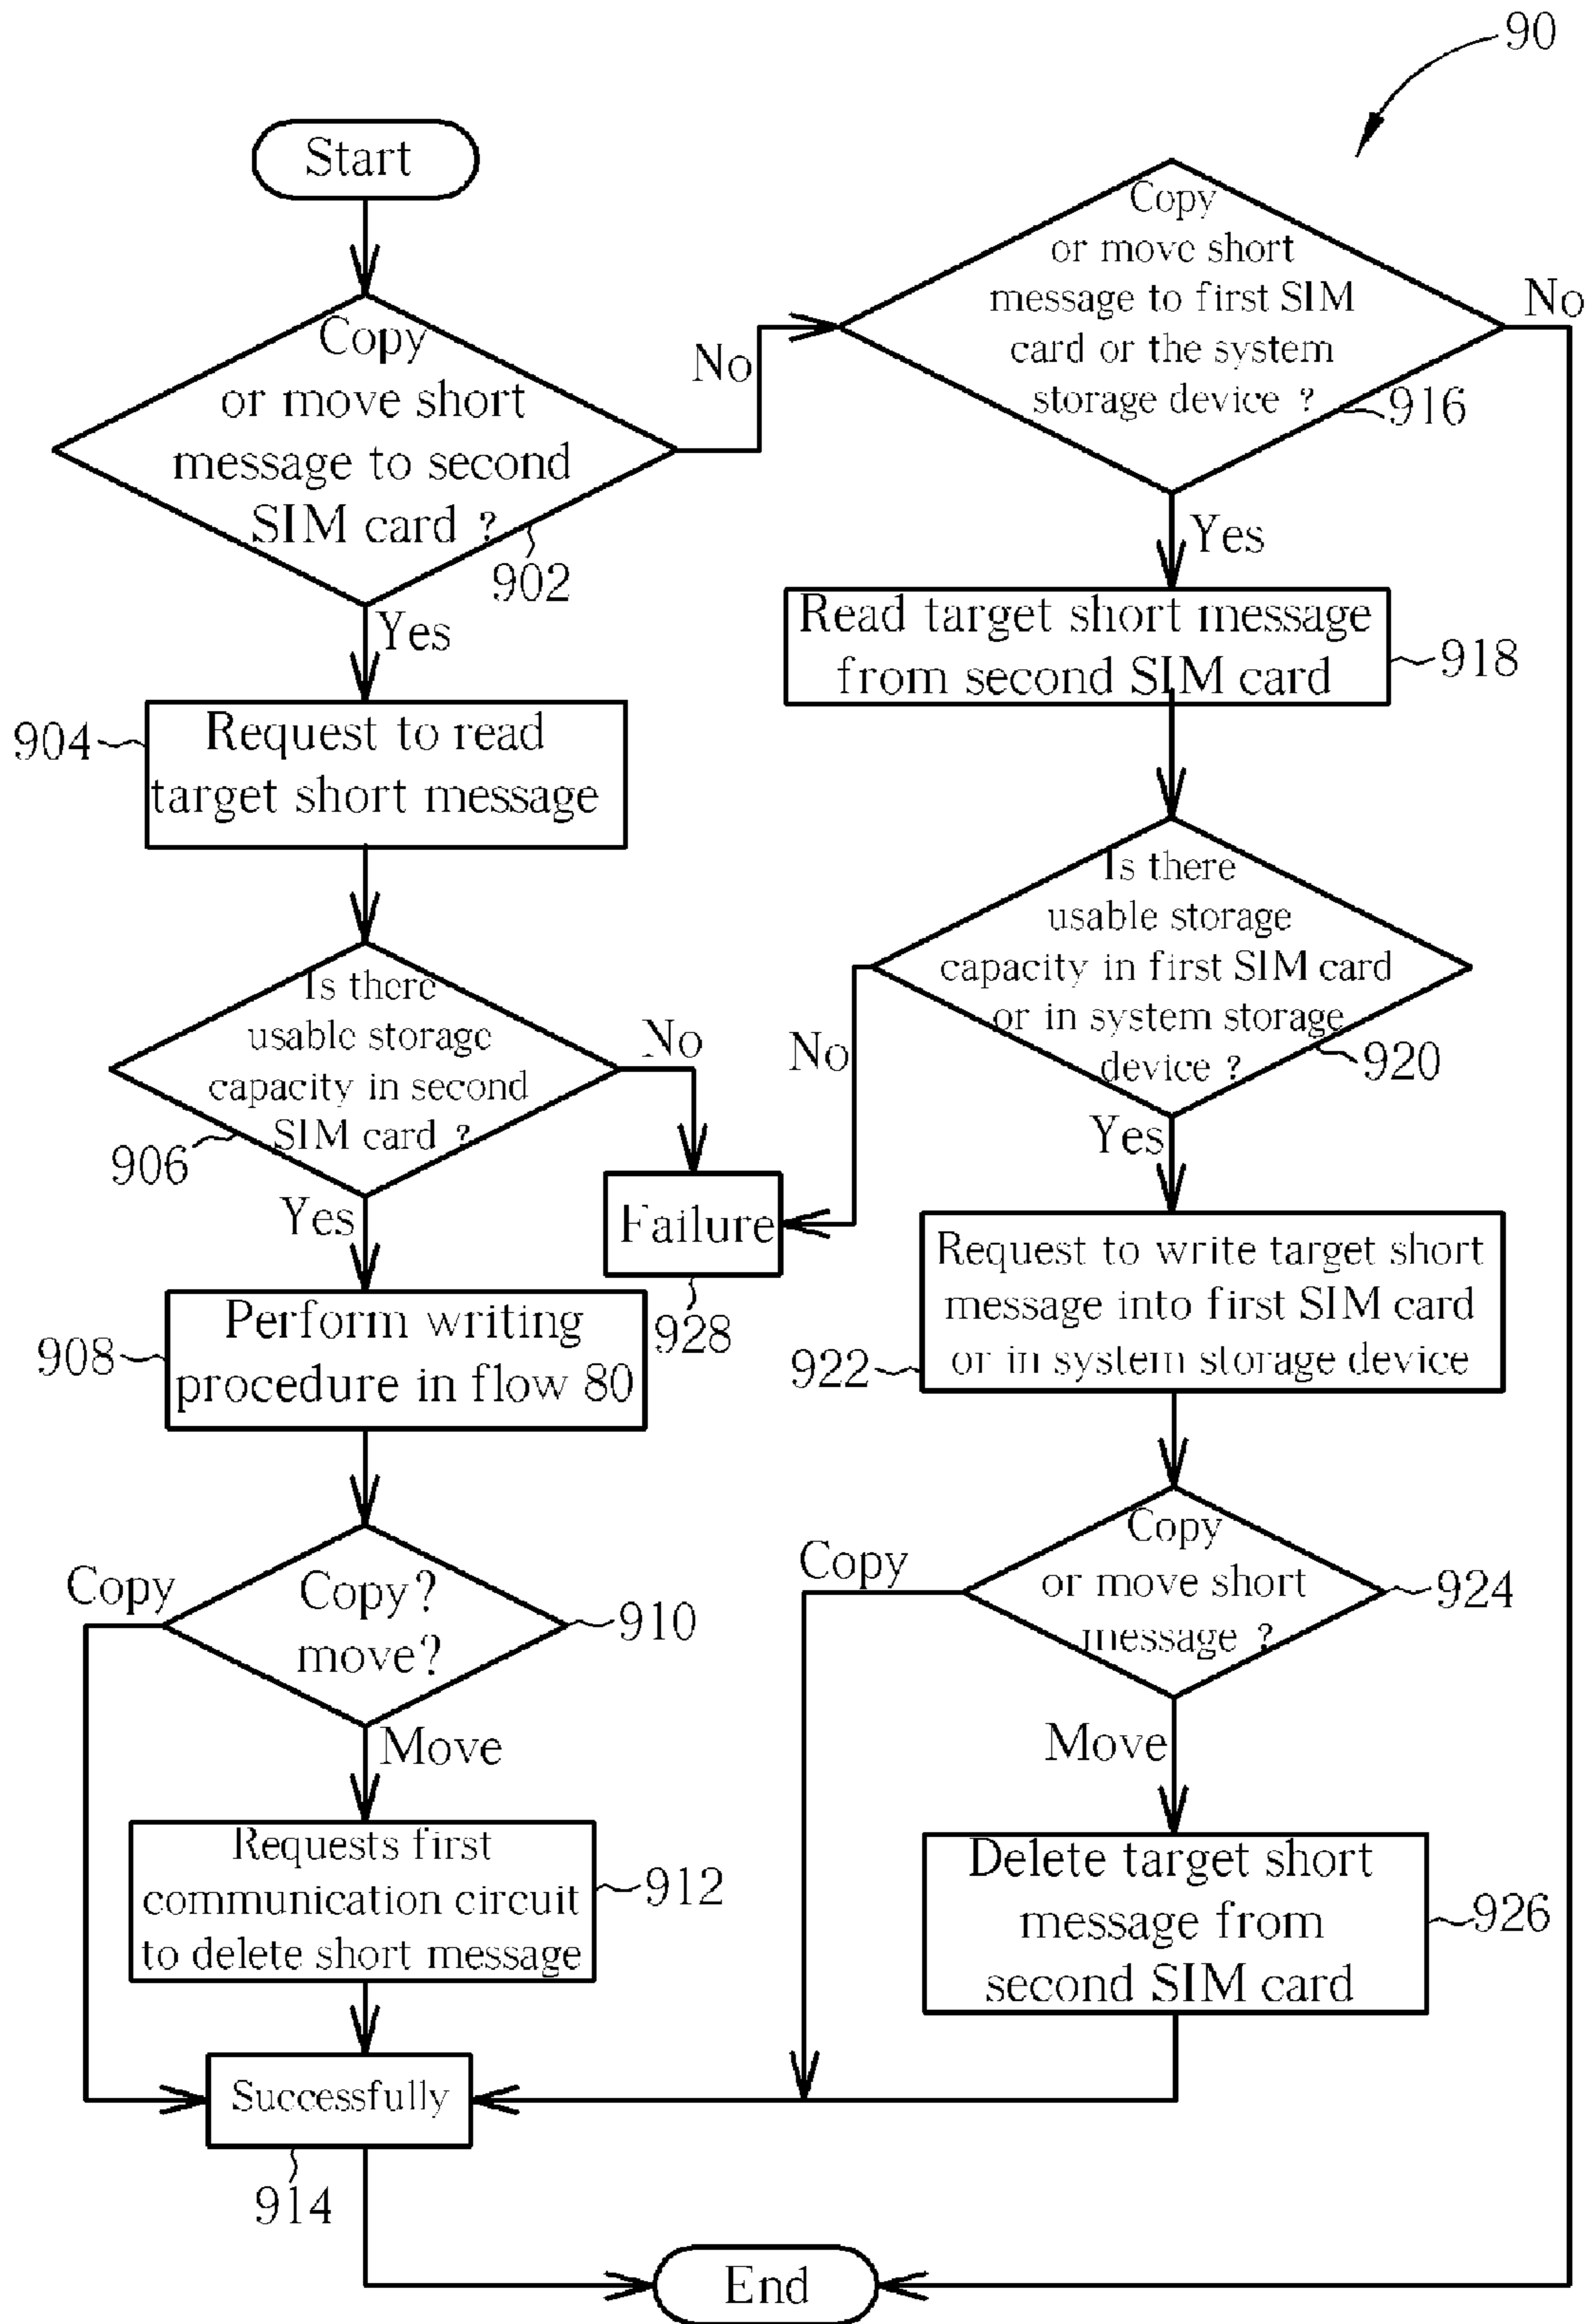 90
Start
Copy
or move short
message to second
SIM card ?
902
No
Yes
904
Request to read
target short message
Is there
usable storage
capacity in second
SIM card ?
906
No
Yes
Failure
928
908
Perform writing
procedure in flow 80
Copy?
move?
910
Copy
Move
Requests first
communication circuit
to delete short message
912
Successfully
914
Copy
or move short
message to first SIM
card or the system
storage device ?
916
No
Yes
Read target short message
from second SIM card
918
Is there
usable storage
capacity in first SIM card
or in system storage
device ?
920
No
Yes
Request to write target short
message into first SIM card
or in system storage device
922
Copy
or move short
message ?
924
Copy
Move
Delete target short
message from
second SIM card
926
End